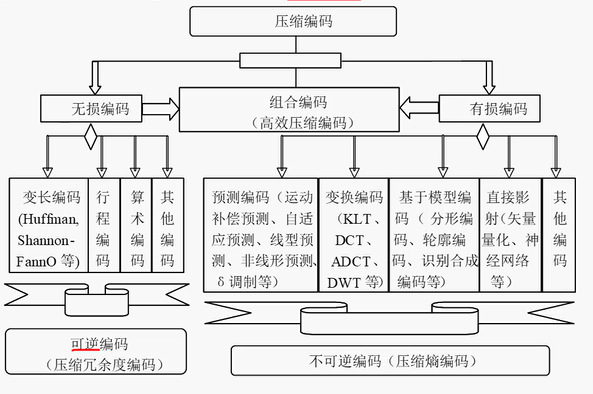 压缩编码
无损编码
组合编码
（高效压缩编码）
有损编码
变长编码
(Huffinan,
Shannon-
FannO 等)
行程编码
算术编码
其他编码
预测编码（运动
补偿预测、自适
应预测、线型预
测、非线形预测、
δ 调制等）
变换编码
（KLT、
DCT、
ADCT、
DWT 等）
基于模型编
码（ 分形编
码、轮廓编
码、识别合成
编码等）
直接影
射(矢量
量化、神
经网络
等）
其他编码
可逆编码
（压缩冗余度编码）
不可逆编码（压缩熵编码）